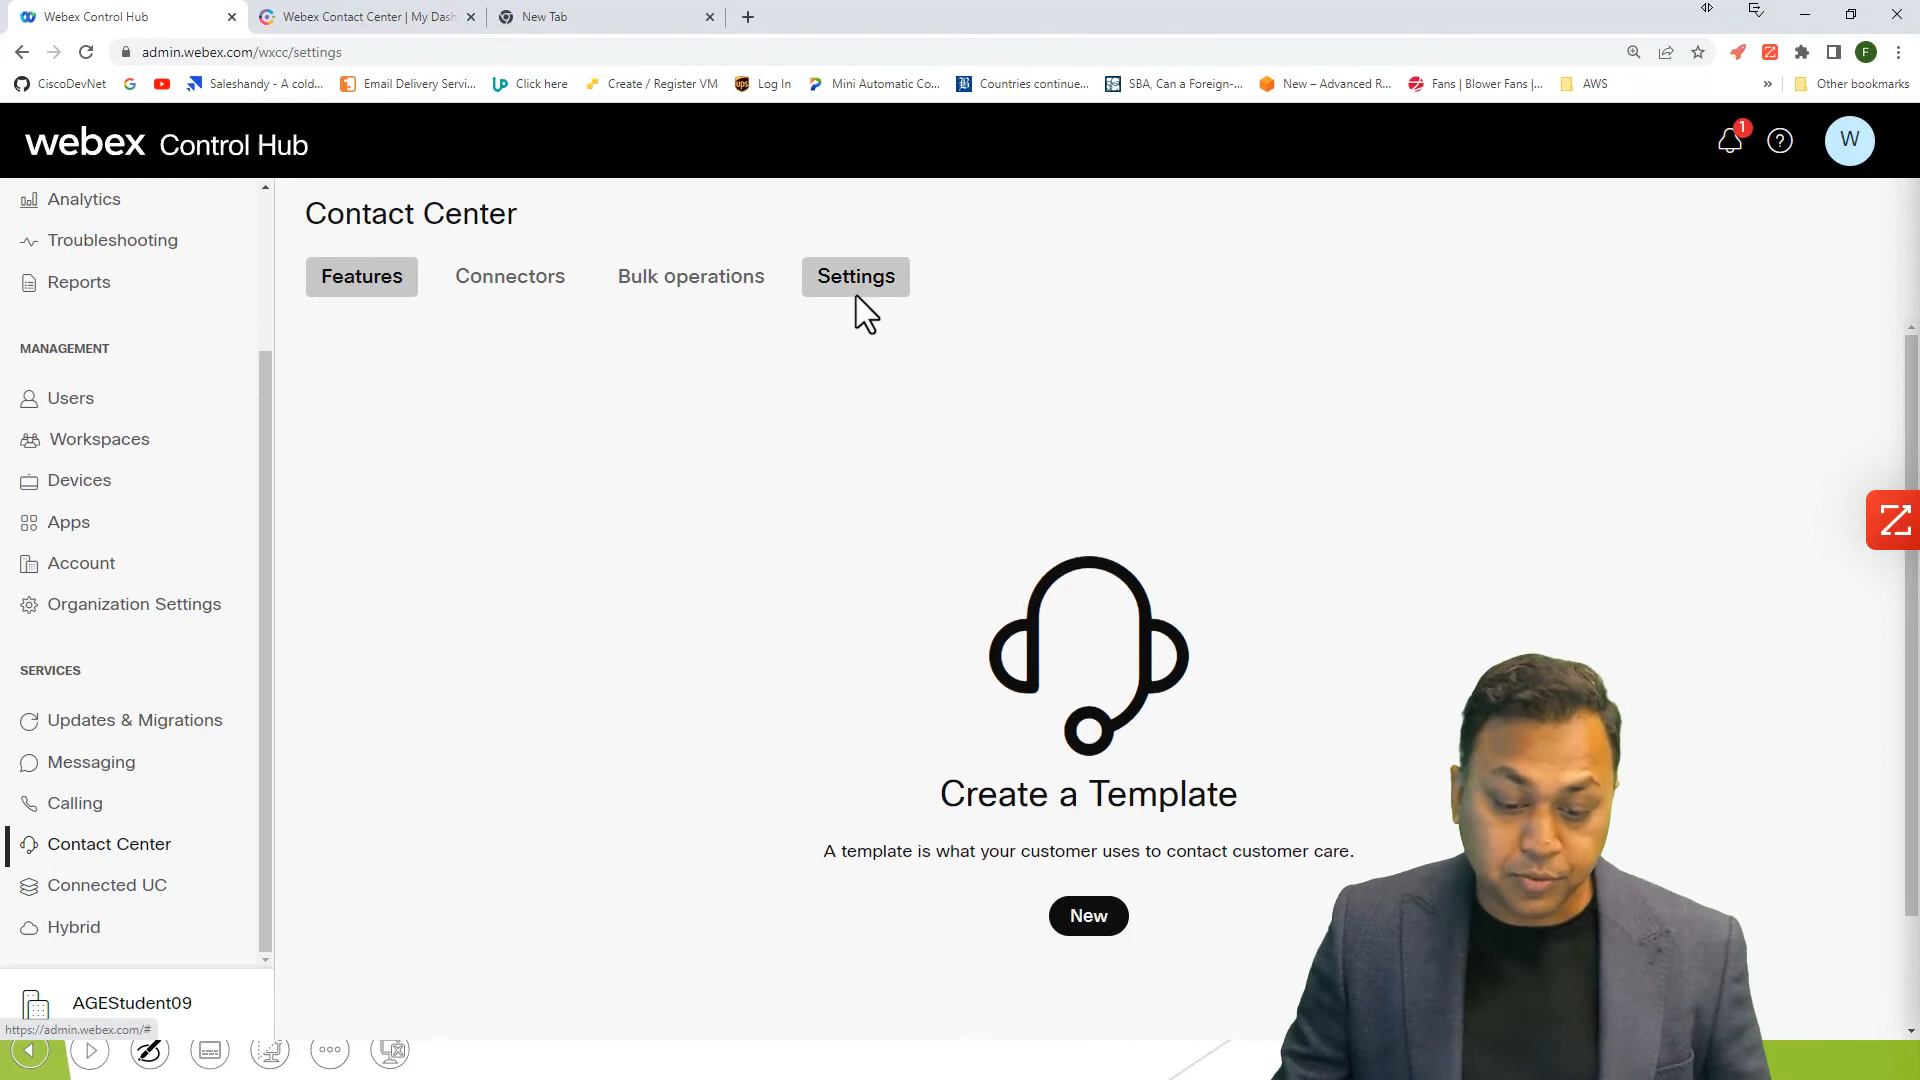 Webex Control Hub
Webex Contact Center | My Dash
New Tab
admin.webex.com/wxcc/settings
CiscoDevNet
Saleshandy - A cold...
Email Delivery Servi...
Click here
Create / Register VM
Log In
Mini Automatic Co...
Countries continue...
SBA, Can a Foreign-...
New – Advanced R...
Fans | Blower Fans |...
AWS
»
Other bookmarks
F
webex Control Hub
1
?
W
Analytics
Troubleshooting
Reports
MANAGEMENT
Users
Workspaces
Devices
Apps
Account
Organization Settings
SERVICES
Updates & Migrations
Messaging
Calling
Contact Center
Connected UC
Hybrid
AGEStudent09
https://admin.webex.com/#
Contact Center
Features
Connectors
Bulk operations
Settings
Create a Template
A template is what your customer uses to contact customer care.
New